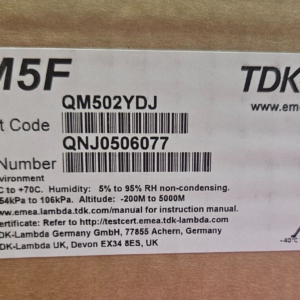 M5F
TDK
QM502YDJ
www.eme
t Code
QNJ0506077
Number
nvironment
C to +70C. Humidity: 5% to 95% RH non-condensing.
54kPa to 106kPa. Altitude: -200M to 5000M
www.emea.lambda.tdk.com/manual for instruction manual.
ertificate: Refer to http://testcert.emea.tdk-lambda.com
TDK-Lambda Germany GmbH, 77855 Achern, Germany
TDK-Lambda UK, Devon EX34 8ES, UK
-40°C